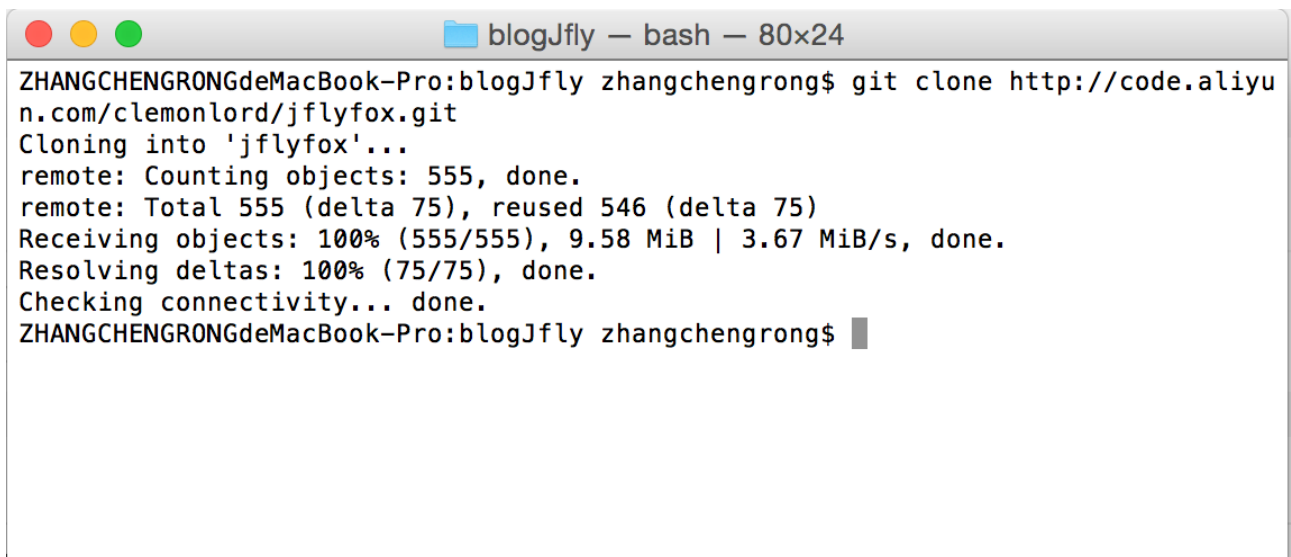 blogJfly — bash — 80×24
ZHANGCHENGRONGdeMacBook-Pro:blogJfly zhangchengrong$ git clone http://code.aliyu
n.com/clemonlord/jflyfox.git
Cloning into 'jflyfox'...
remote: Counting objects: 555, done.
remote: Total 555 (delta 75), reused 546 (delta 75)
Receiving objects: 100% (555/555), 9.58 MiB | 3.67 MiB/s, done.
Resolving deltas: 100% (75/75), done.
Checking connectivity... done.
ZHANGCHENGRONGdeMacBook-Pro:blogJfly zhangchengrong$